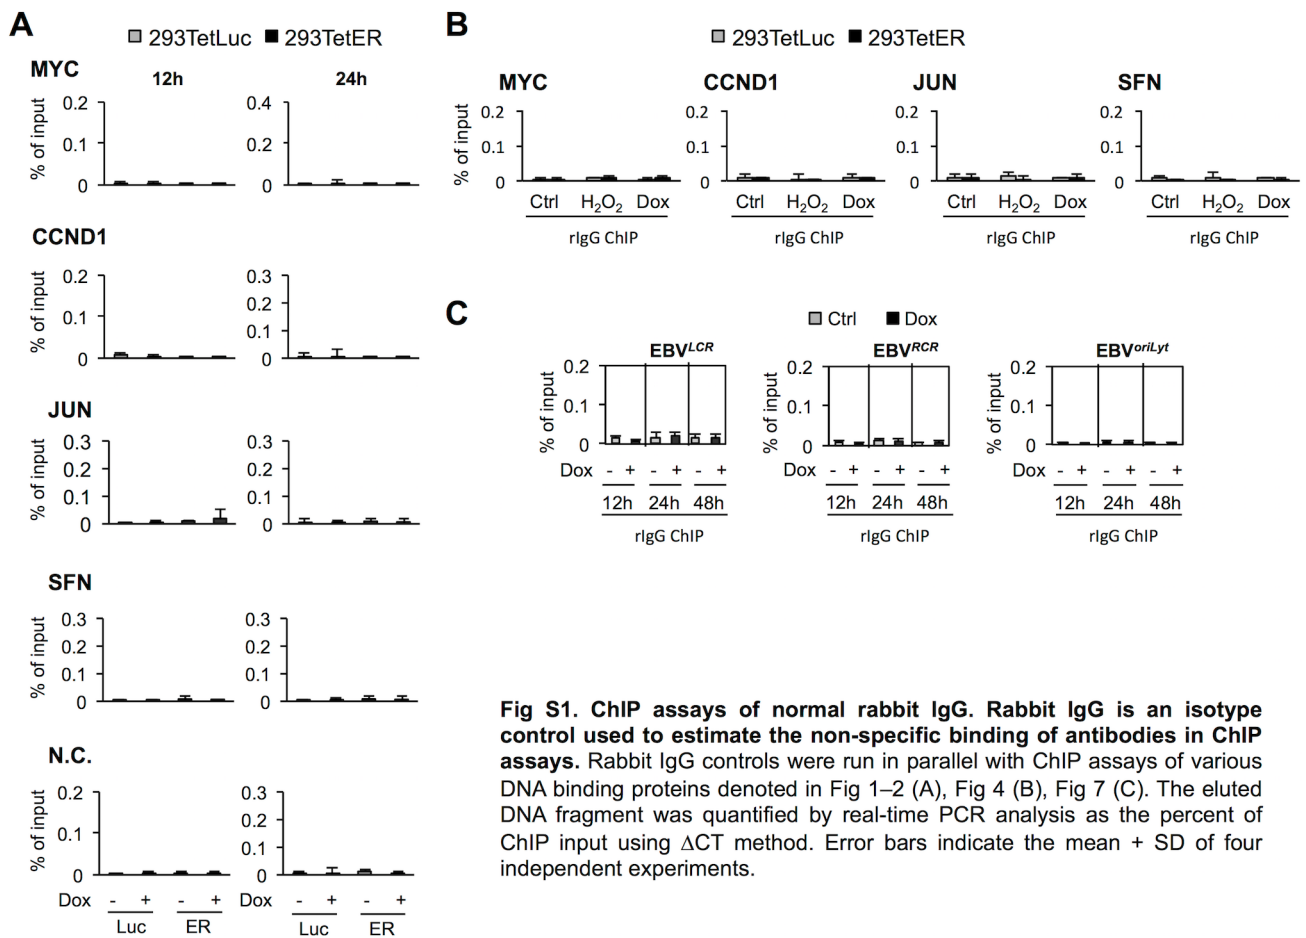 A
293TetLuc 293TetER
MYC
12h 24h
% of input
0.2
0.1
0
0.4
0.2
0
CCND1
% of input
0.2
0.1
0
0.3
0.2
0.1
0
JUN
% of input
0.3
0.2
0.1
0
0.3
0.2
0.1
0
SFN
% of input
0.3
0.2
0.1
0
0.3
0.2
0.1
0
N.C.
% of input
0.2
0.1
0
0.3
0.2
0.1
0
Dox - + - + Dox - + - +
Luc ER Luc ER
B
293TetLuc 293TetER
MYC CCND1 JUN SFN
% of input
0.2
0.1
0
0.2
0.1
0
0.2
0.1
0
0.2
0.1
0
Ctrl H₂O₂ Dox Ctrl H₂O₂ Dox Ctrl H₂O₂ Dox Ctrl H₂O₂ Dox
rIgG ChIP rIgG ChIP rIgG ChIP rIgG ChIP
C
Ctrl Dox
EBVLCR EBVRCR EBVoriLyt
% of input
0.2
0.1
0
% of input
0.2
0.1
0
% of input
0.2
0.1
0
Dox - + - + - + Dox - + - + - + Dox - + - + - +
12h 24h 48h 12h 24h 48h 12h 24h 48h
rIgG ChIP rIgG ChIP rIgG ChIP
Fig S1. ChIP assays of normal rabbit IgG. Rabbit IgG is an isotype
control used to estimate the non-specific binding of antibodies in ChIP
assays. Rabbit IgG controls were run in parallel with ChIP assays of various
DNA binding proteins denoted in Fig 1–2 (A), Fig 4 (B), Fig 7 (C). The eluted
DNA fragment was quantified by real-time PCR analysis as the percent of
ChIP input using ΔCT method. Error bars indicate the mean + SD of four
independent experiments.